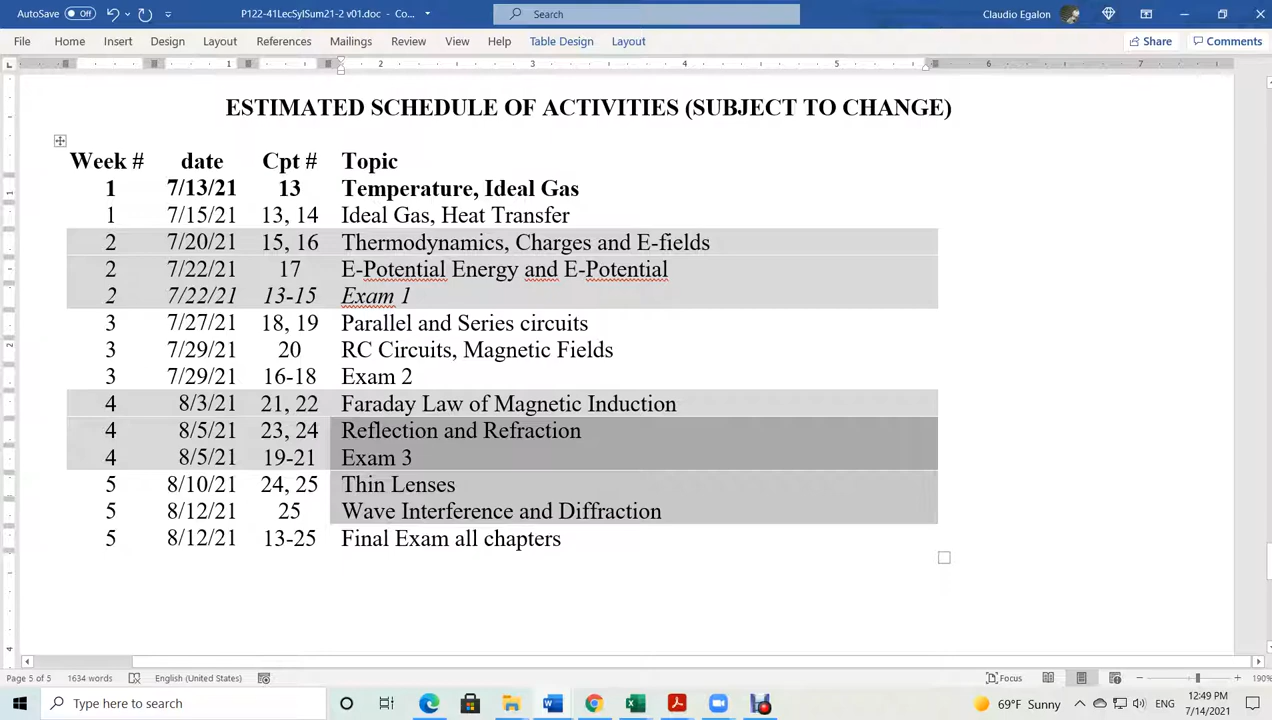 AutoSave Off P122-41LecSylSum21-2 v01.doc - Co... Search Claudio Egalon
File Home Insert Design Layout References Mailings Review View Help Table Design Layout Share Comments
1 2 3 4 5 6 7
ESTIMATED SCHEDULE OF ACTIVITIES (SUBJECT TO CHANGE)
Week # date Cpt # Topic
1 7/13/21 13 Temperature, Ideal Gas
1 7/15/21 13, 14 Ideal Gas, Heat Transfer
2 7/20/21 15, 16 Thermodynamics, Charges and E-fields
2 7/22/21 17 E-Potential Energy and E-Potential
2 7/22/21 13-15 Exam 1
3 7/27/21 18, 19 Parallel and Series circuits
3 7/29/21 20 RC Circuits, Magnetic Fields
3 7/29/21 16-18 Exam 2
4 8/3/21 21, 22 Faraday Law of Magnetic Induction
4 8/5/21 23, 24 Reflection and Refraction
4 8/5/21 19-21 Exam 3
5 8/10/21 24, 25 Thin Lenses
5 8/12/21 25 Wave Interference and Diffraction
5 8/12/21 13-25 Final Exam all chapters
Page 5 of 5 1634 words English (United States) Focus 190%
Type here to search 69°F Sunny ENG 12:49 PM
7/14/2021